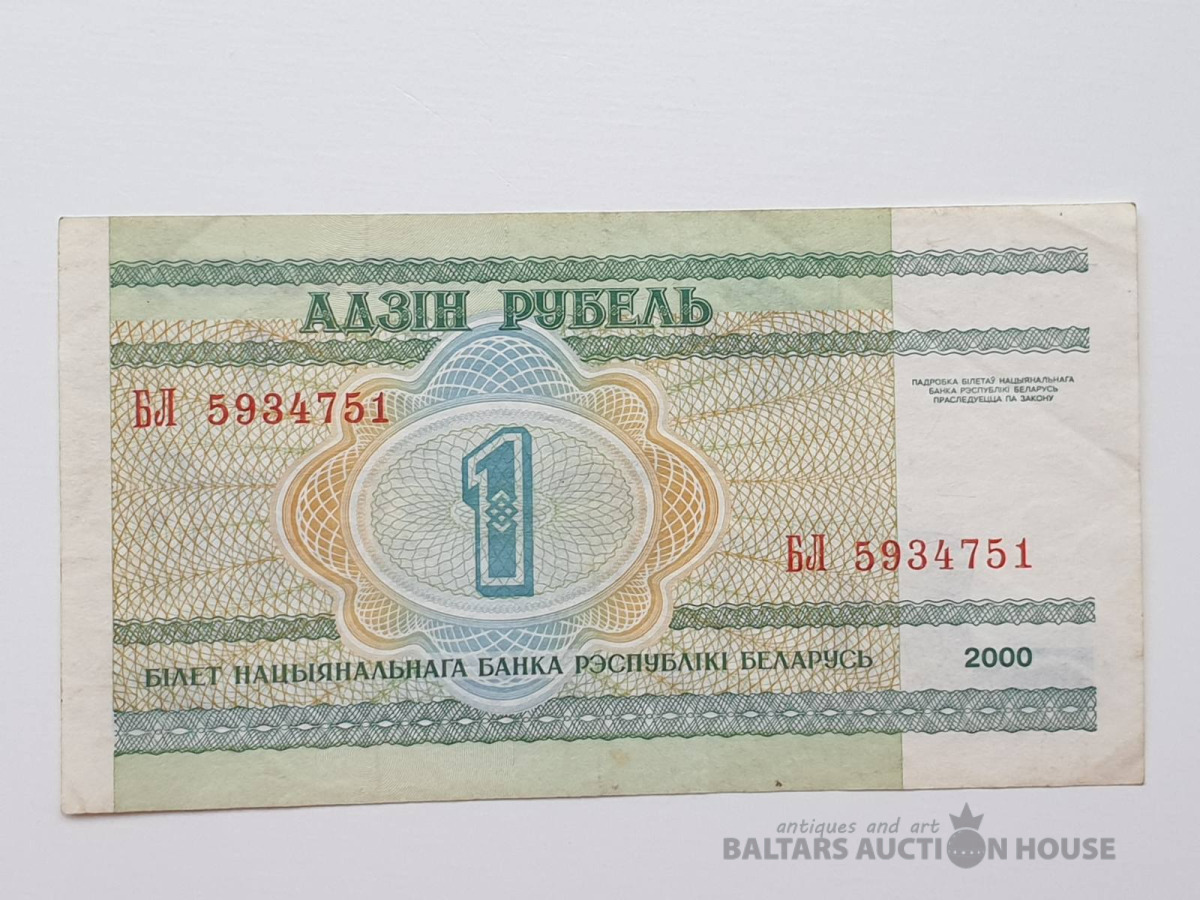 АДЗІН РУБЕЛЬ
БЛ 5934751
ПАДРОБКА БІЛЕТАЎ НАЦЫЯНАЛЬНАГА
БАНКА РЭСПУБЛІКІ БЕЛАРУСЬ
ПРАСЛЕДУЕЦЦА ПА ЗАКОНУ
1
БЛ 5934751
БІЛЕТ НАЦЫЯНАЛЬНАГА БАНКА РЭСПУБЛІКІ БЕЛАРУСЬ
2000
antiques and art
BALTARS AUCTION HOUSE